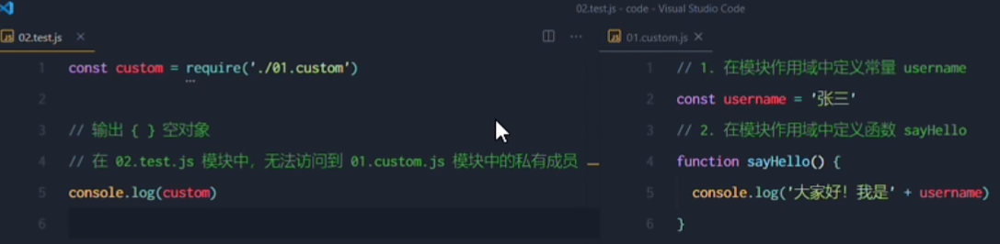 02.test.js - code - Visual Studio Code
02.test.js
1 const custom = require('./01.custom')
2
3 // 输出 { } 空对象
4 // 在 02.test.js 模块中，无法访问到 01.custom.js 模块中的私有成员
5 console.log(custom)
6
01.custom.js
1 // 1. 在模块作用域中定义常量 username
2 const username = '张三'
3 // 2. 在模块作用域中定义函数 sayHello
4 function sayHello() {
5 console.log('大家好！我是' + username)
6 }